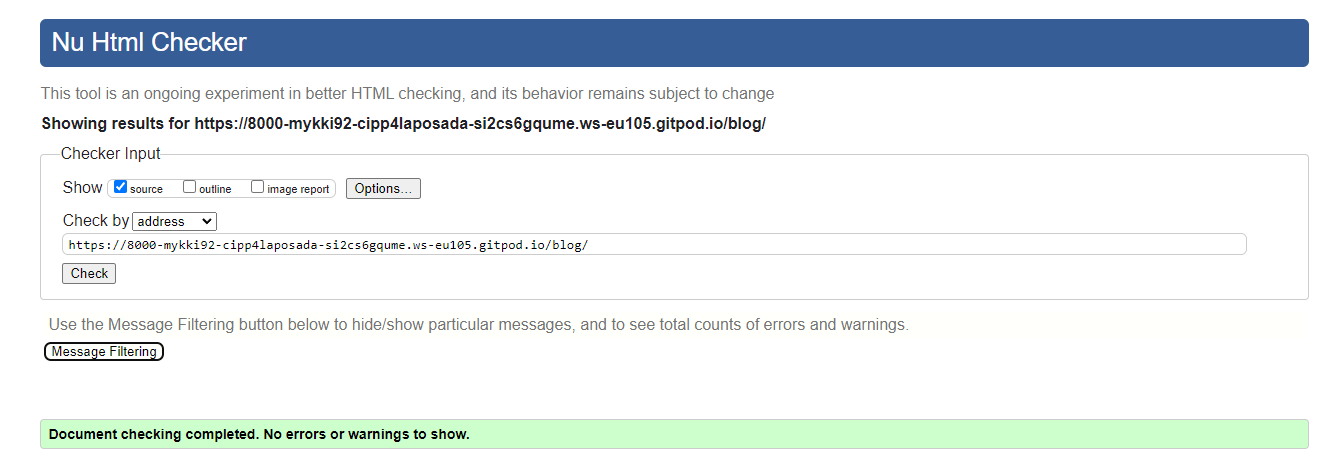 Nu Html Checker
This tool is an ongoing experiment in better HTML checking, and its behavior remains subject to change
Showing results for https://8000-mykki92-cipp4laposada-si2cs6gqume.ws-eu105.gitpod.io/blog/
Checker Input
Show source outline image report Options...
Check by address
https://8000-mykki92-cipp4laposada-si2cs6gqume.ws-eu105.gitpod.io/blog/
Check
Use the Message Filtering button below to hide/show particular messages, and to see total counts of errors and warnings.
Message Filtering
Document checking completed. No errors or warnings to show.